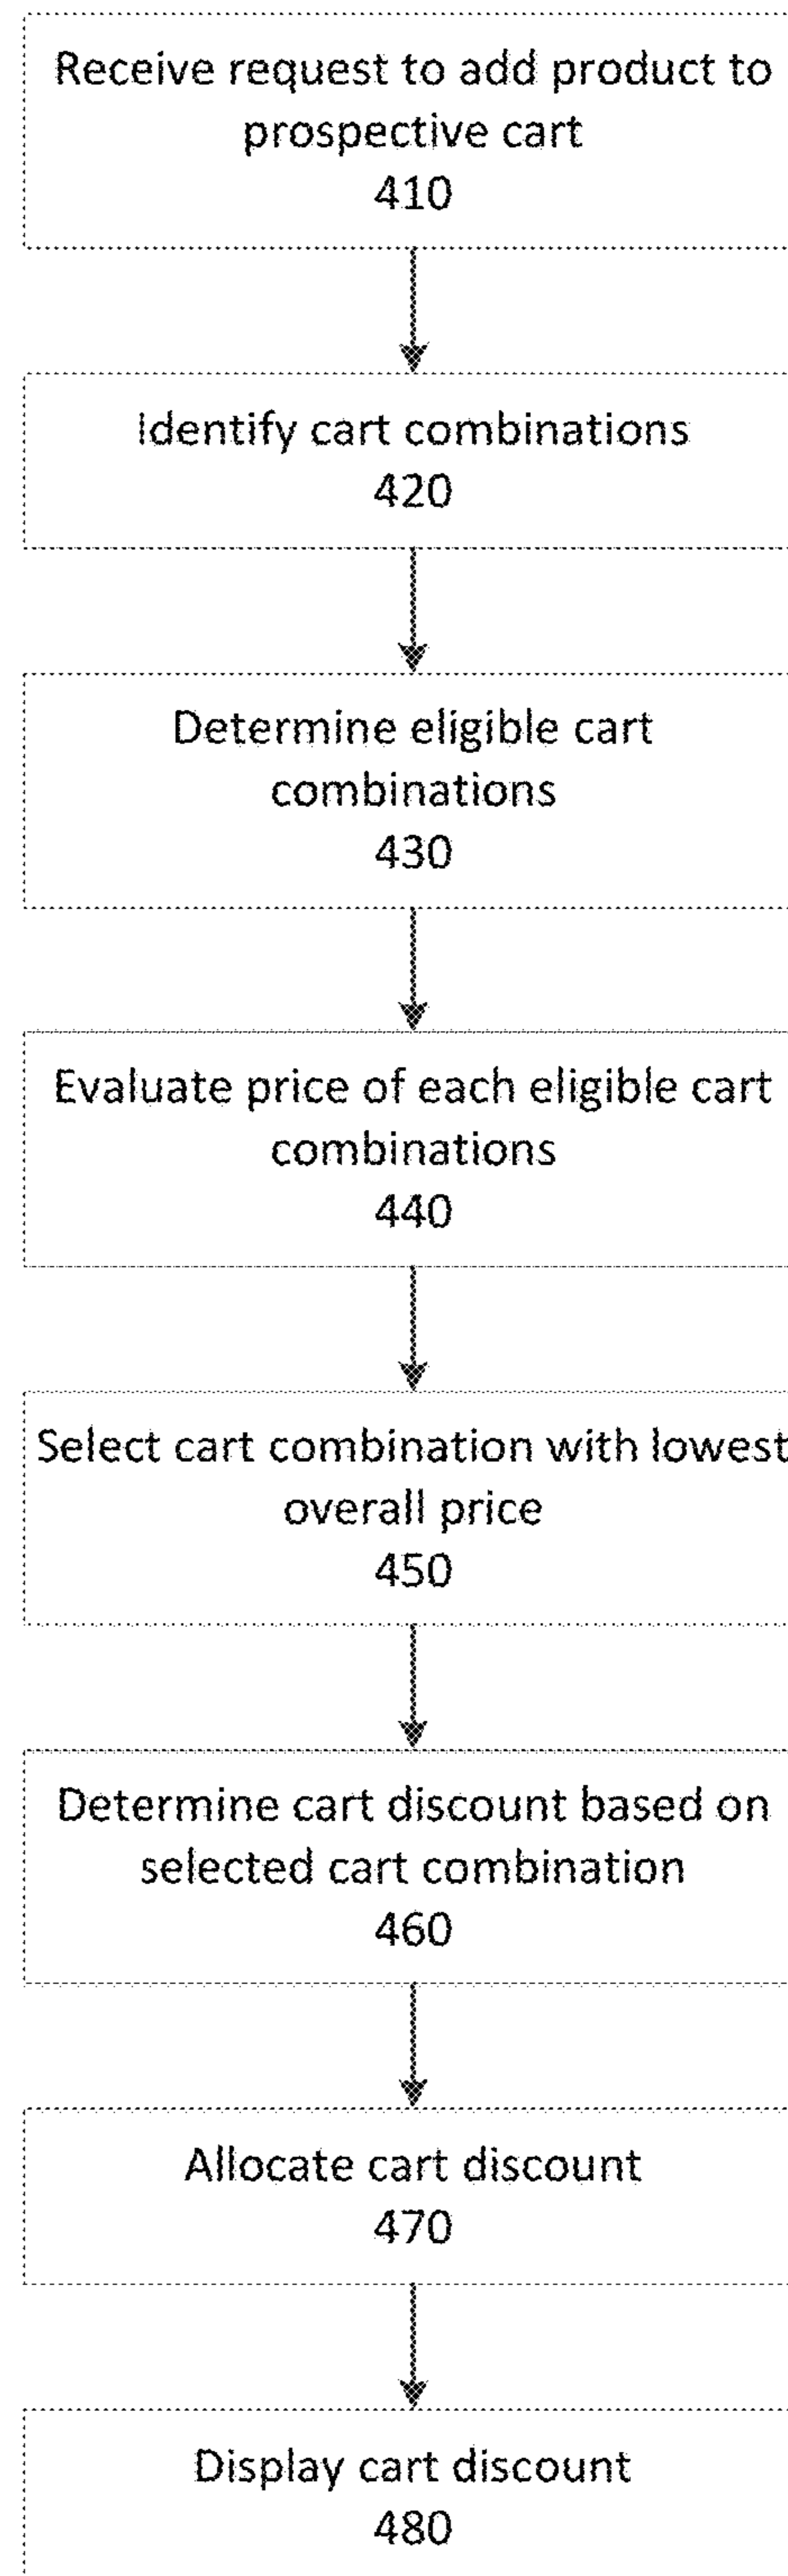 Receive request to add product to
prospective cart
410
Identify cart combinations
420
Determine eligible cart
combinations
430
Evaluate price of each eligible cart
combinations
440
Select cart combination with lowest
overall price
450
Determine cart discount based on
selected cart combination
460
Allocate cart discount
470
Display cart discount
480